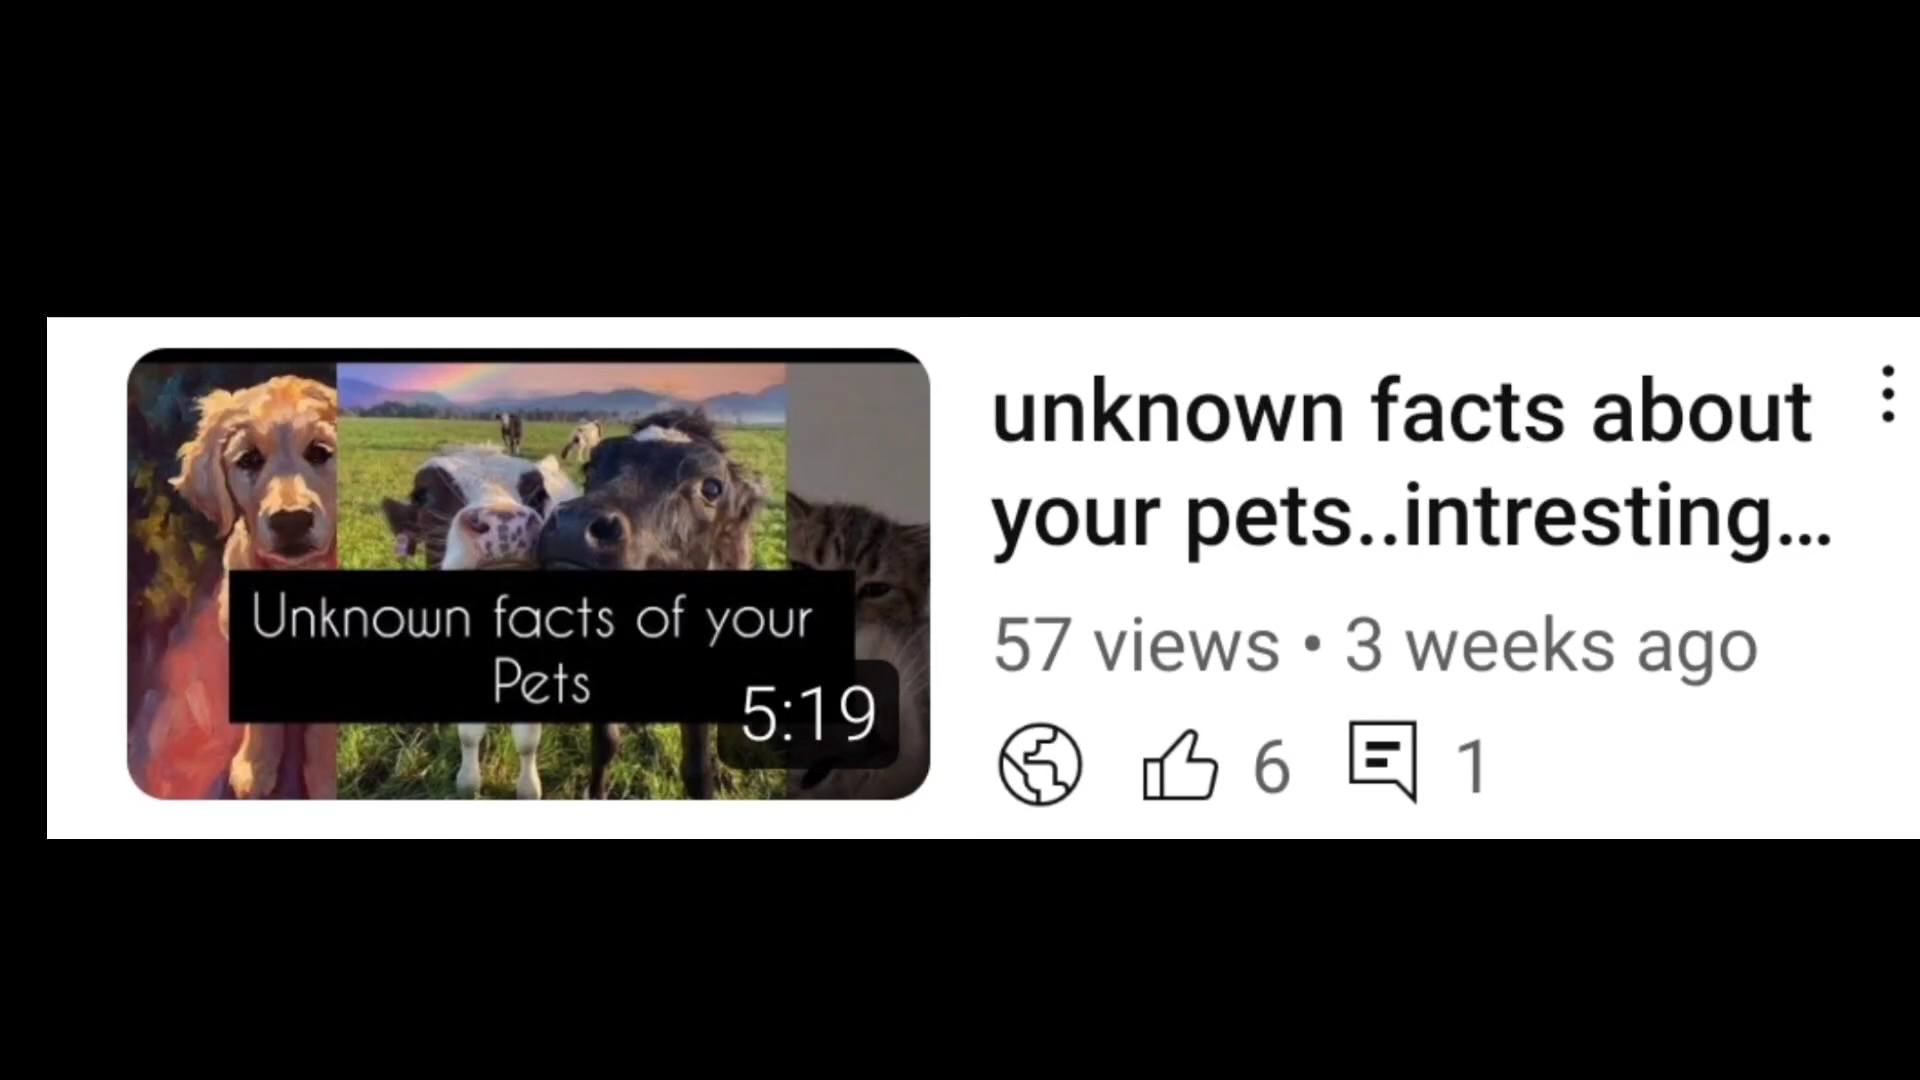 Unknown facts of your
Pets
5:19
unknown facts about
your pets..intresting...
57 views • 3 weeks ago
6 1